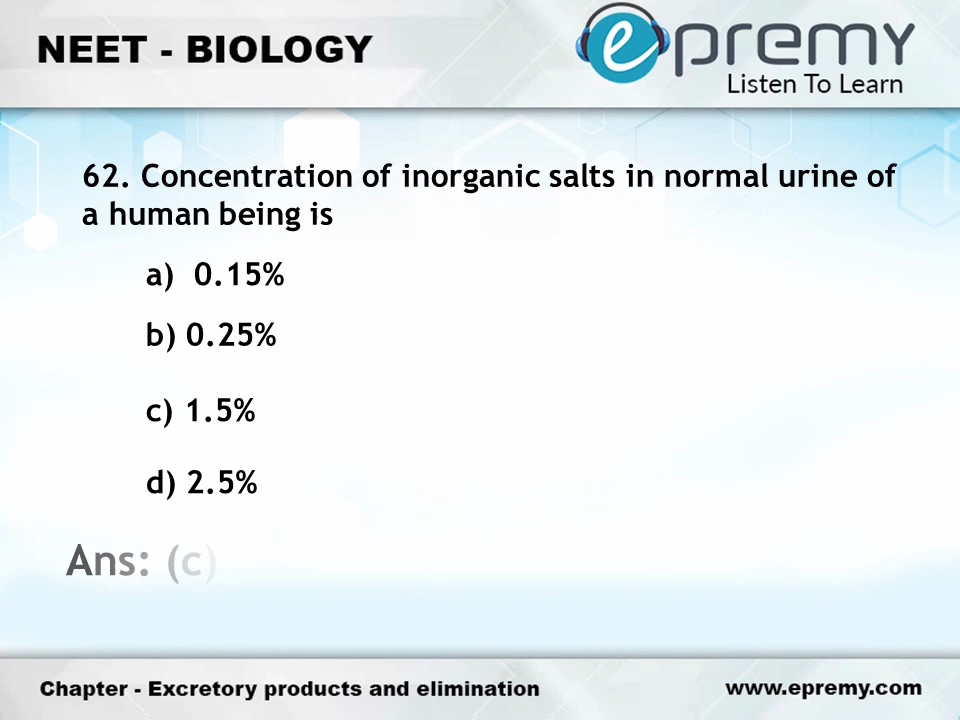 NEET - BIOLOGY
epremy
Listen To Learn
62. Concentration of inorganic salts in normal urine of
a human being is
a) 0.15%
b) 0.25%
c) 1.5%
d) 2.5%
Ans: (c)
Chapter - Excretory products and elimination
www.epremy.com